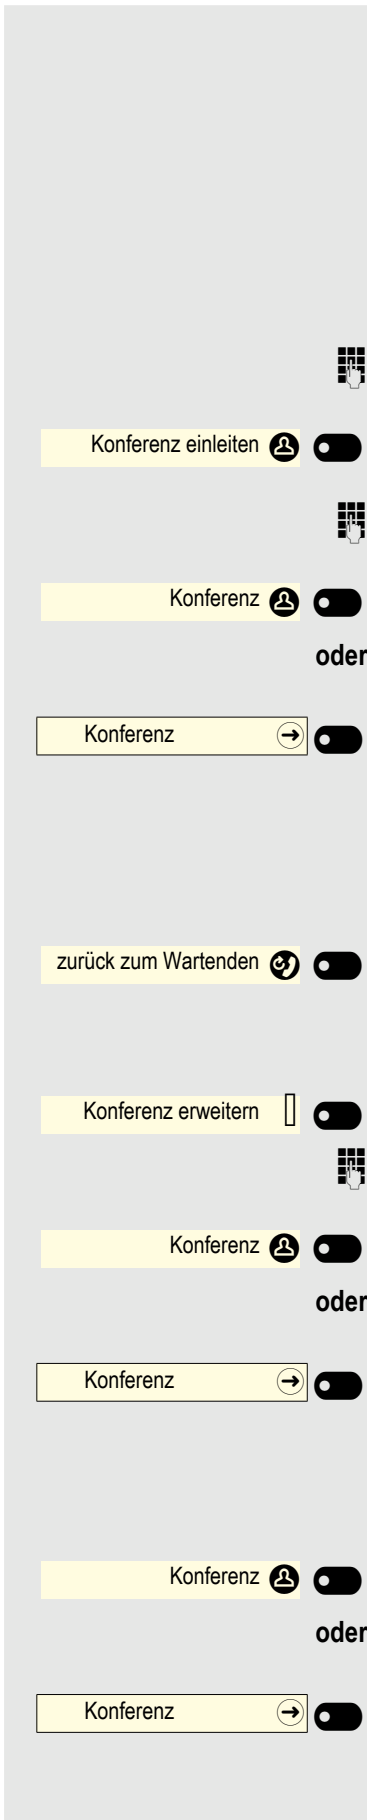 Konferenz einleiten
Konferenz
oder
Konferenz
zurück zum Wartenden
Konferenz erweitern
Konferenz
oder
Konferenz
Konferenz
oder
Konferenz